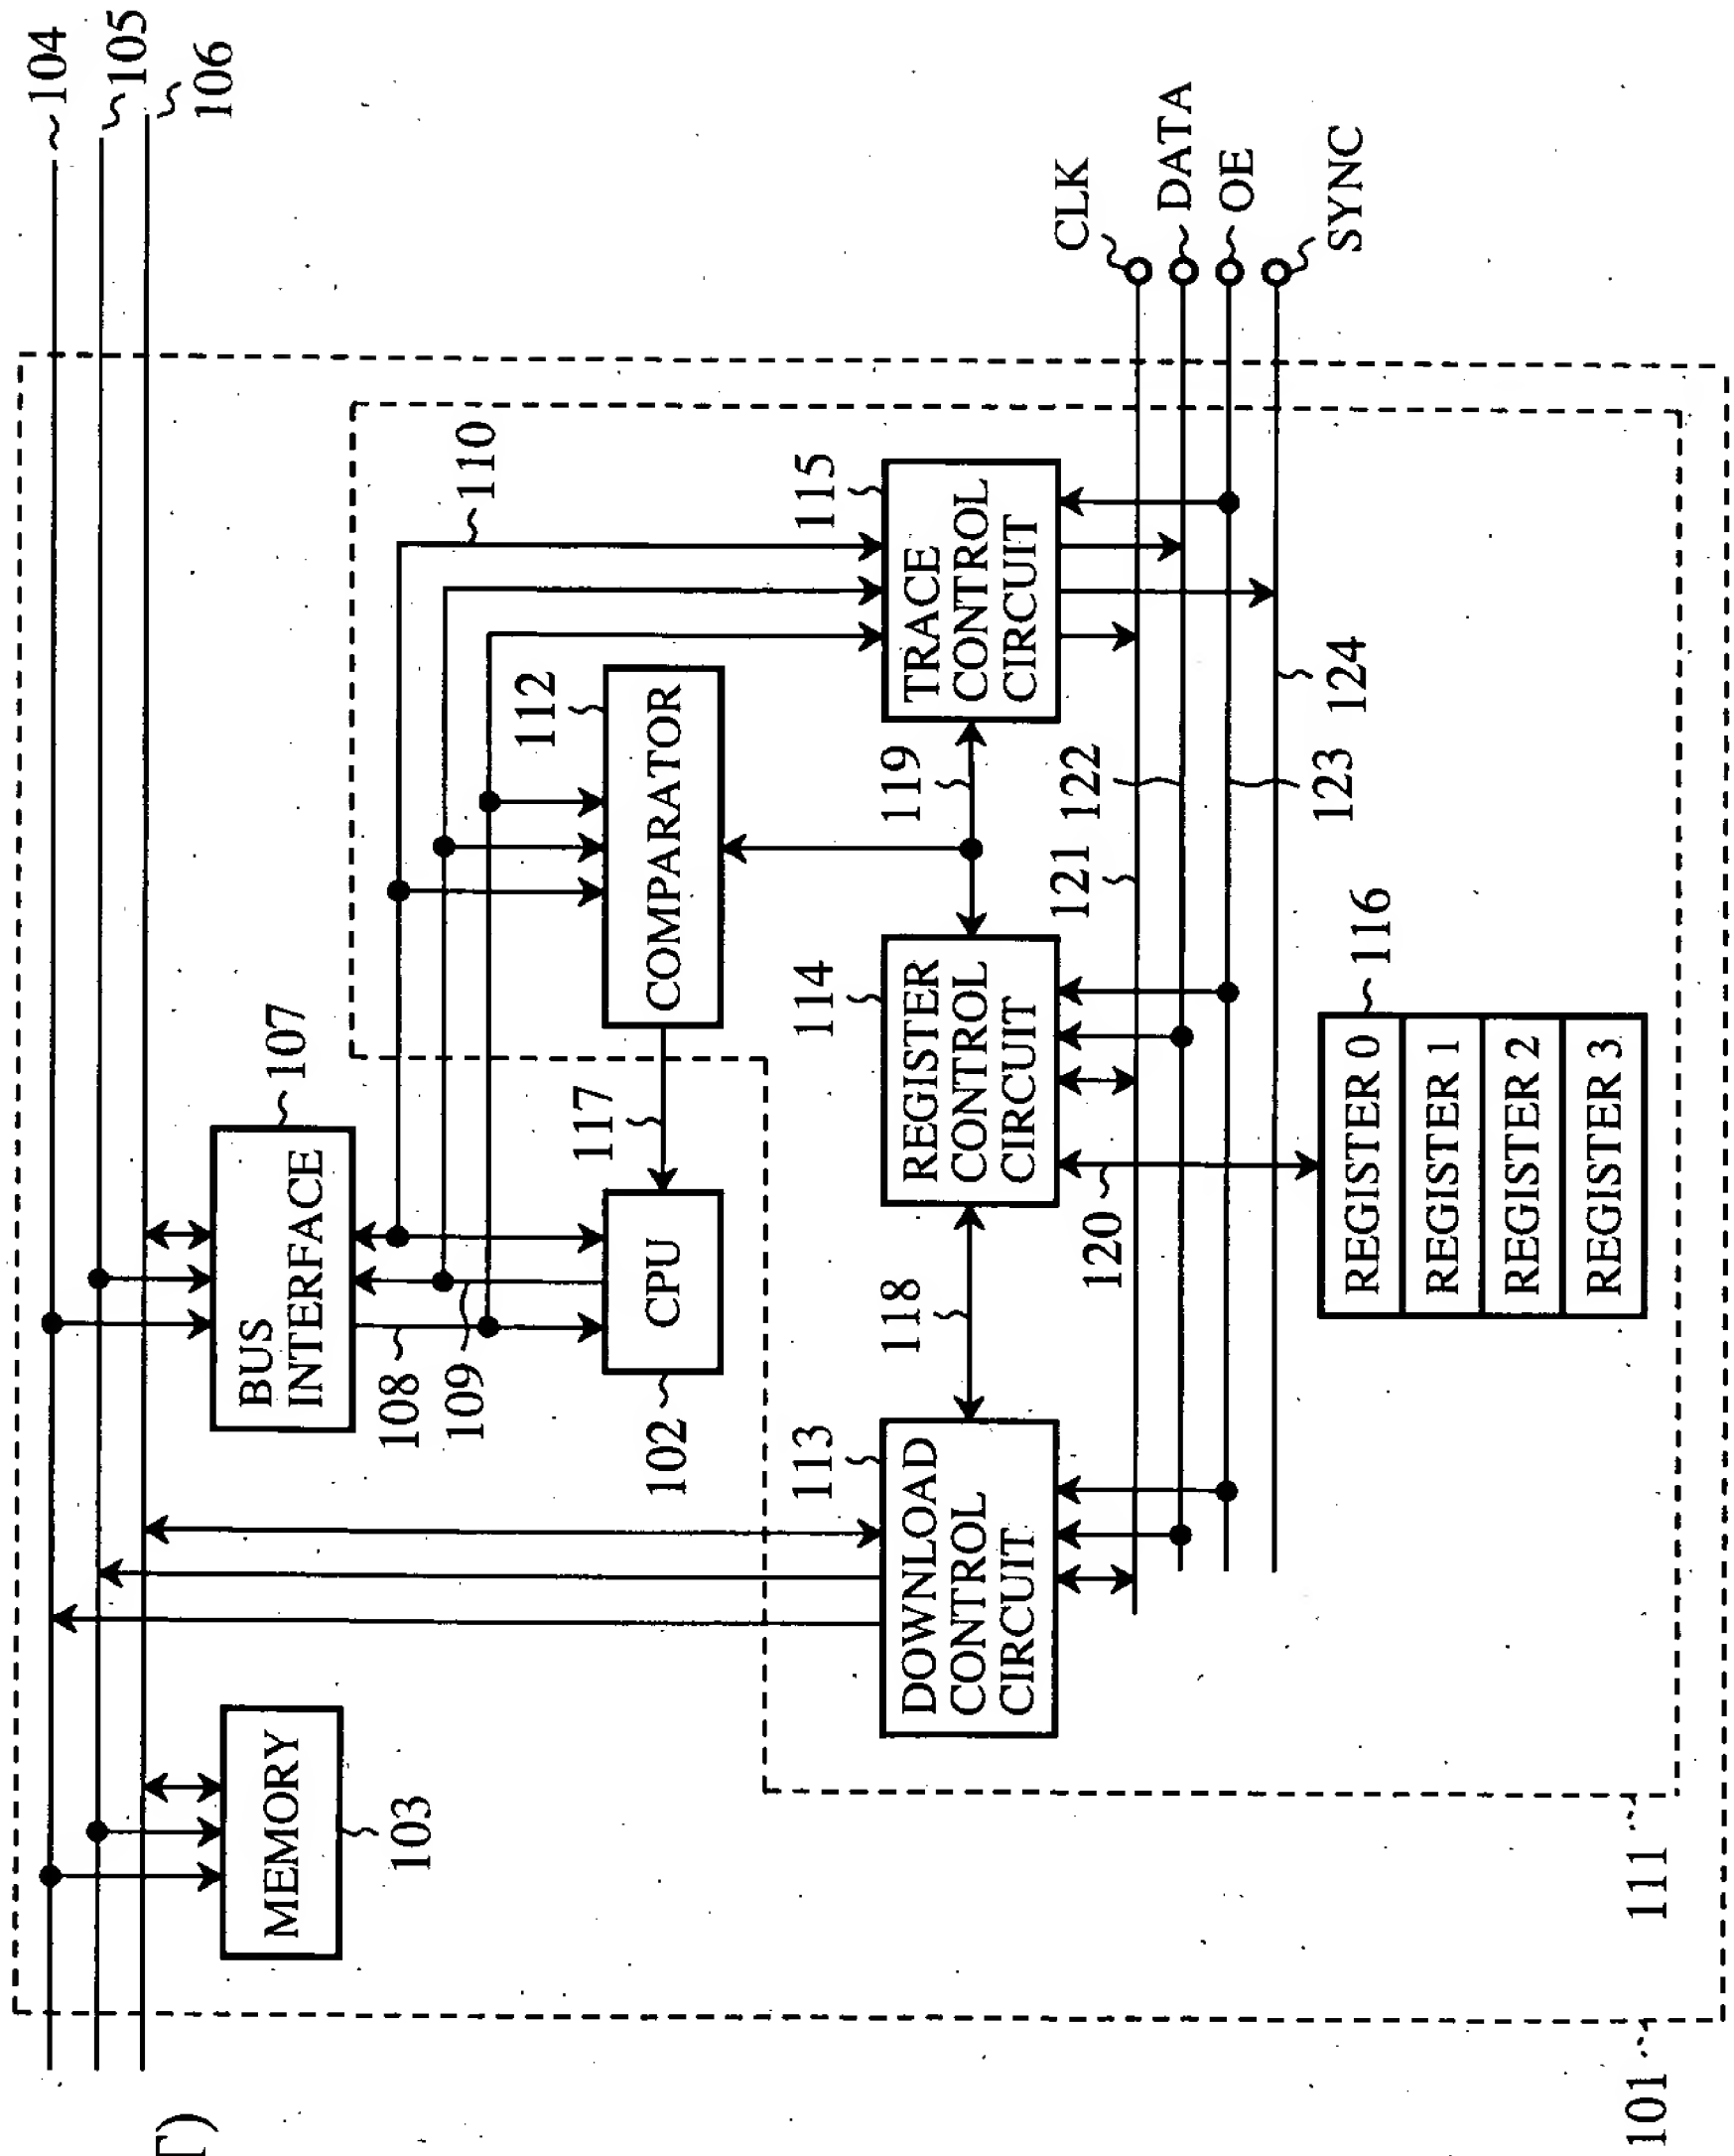 104
105
106
MEMORY
103
BUS
INTERFACE
107
108
109
110
CPU
102
117
COMPARATOR
112
DOWNLOAD
CONTROL
CIRCUIT
113
118
REGISTER
CONTROL
CIRCUIT
114
119
TRACE
CONTROL
CIRCUIT
115
120
121
122
123
124
CLK
DATA
OE
SYNC
REGISTER 0
REGISTER 1
REGISTER 2
REGISTER 3
116
111
101
T)